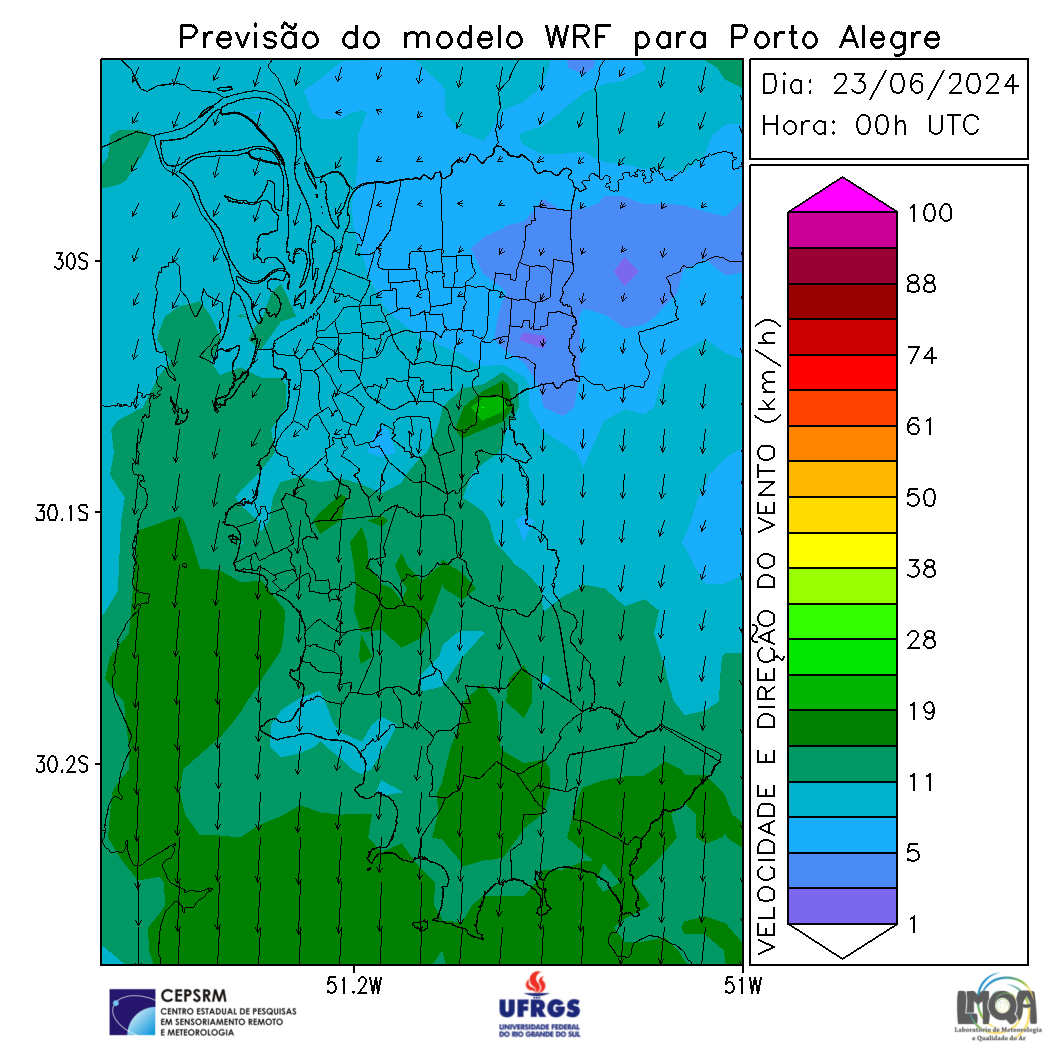 Previsão do modelo WRF para Porto Alegre
Dia: 23/06/2024
Hora: 00h UTC
30S
30.1S
30.2S
51.2W
51W
VELOCIDADE E DIREÇÃO DO VENTO (km/h)
100
88
74
61
50
38
28
19
11
5
1
CEPSRM
CENTRO ESTADUAL DE PESQUISAS
EM SENSORIAMENTO REMOTO
E METEOROLOGIA
UFRGS
UNIVERSIDADE FEDERAL
DO RIO GRANDE DO SUL
LMQA
Laboratório de Meteorologia
e Qualidade do Ar